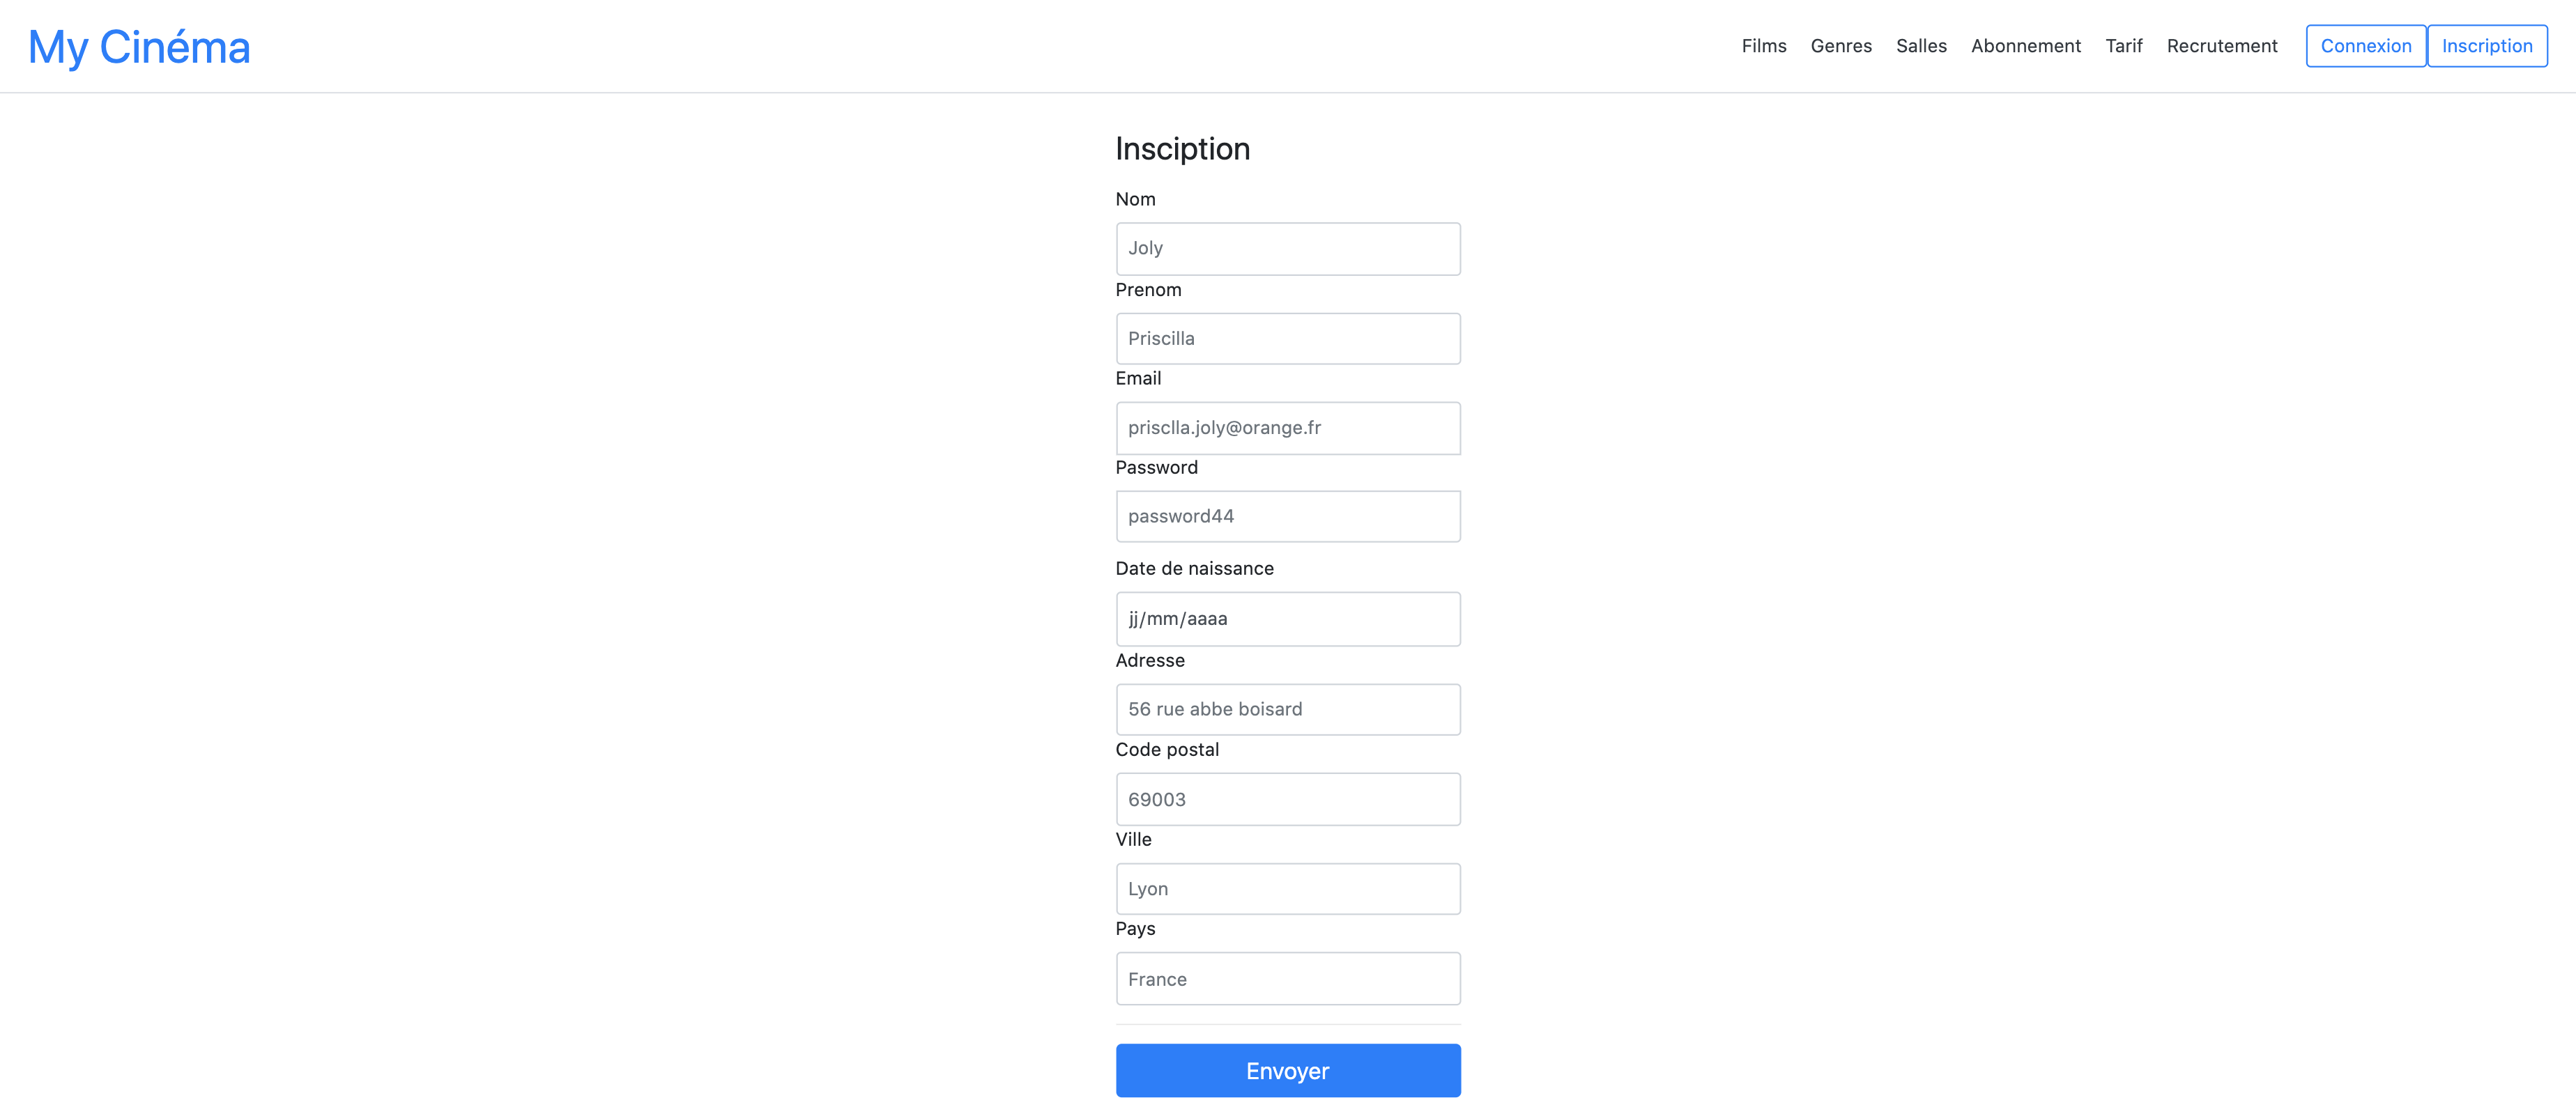 My Cinéma
Films Genres Salles Abonnement Tarif Recrutement Connexion Inscription
Insciption
Nom
Joly
Prenom
Priscilla
Email
prisclla.joly@orange.fr
Password
password44
Date de naissance
jj/mm/aaaa
Adresse
56 rue abbe boisard
Code postal
69003
Ville
Lyon
Pays
France
Envoyer